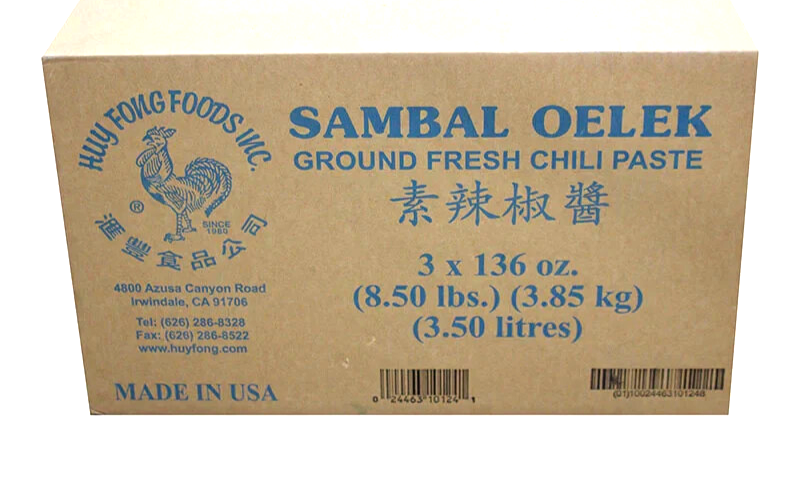 HUY FONG FOODS INC.
®
SINCE
1980
滙豐食品公司
4800 Azusa Canyon Road
Irwindale, CA 91706
Tel: (626) 286-8328
Fax: (626) 286-8522
www.huyfong.com
MADE IN USA
SAMBAL OELEK
GROUND FRESH CHILI PASTE
素辣椒醬
3 x 136 oz.
(8.50 lbs.) (3.85 kg)
(3.50 litres)
0 24463 10124 1
(01)10024463101248